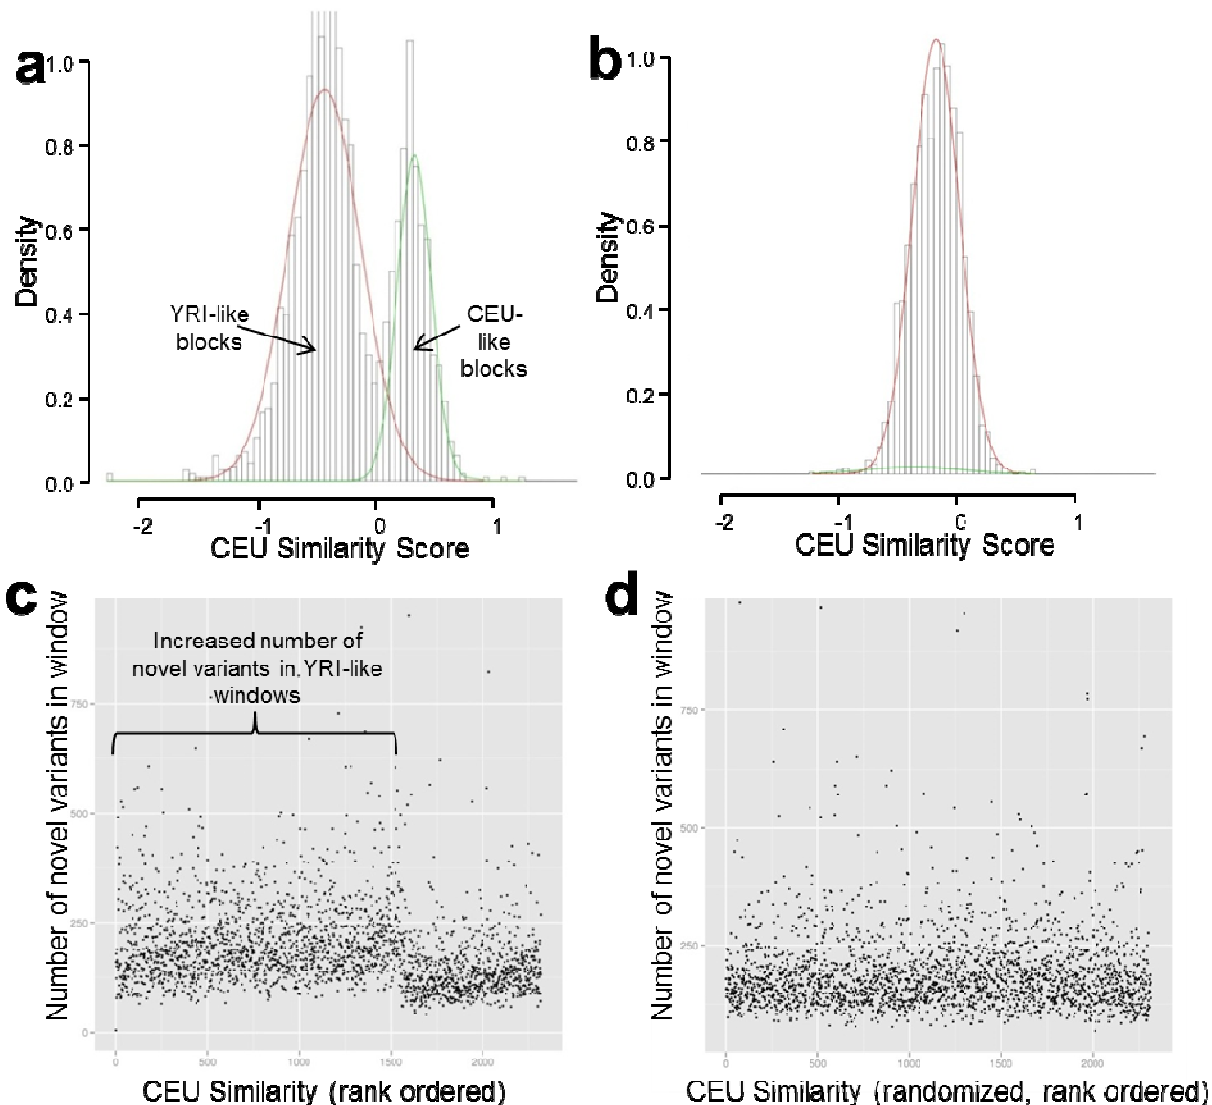 a
1.0
0.8
0.6
0.4
0.2
0.0
Density
YRI-like
blocks
CEU-
like
blocks
-2
-1
0
1
CEU Similarity Score
b
1.0
0.8
0.6
0.4
0.2
0.0
Density
-2
-1
0
1
CEU Similarity Score
c
Number of novel variants in window
Increased number of
novel variants in YRI-like
windows
750
500
250
0
0
500
1000
1500
2000
CEU Similarity (rank ordered)
d
Number of novel variants in window
750
500
250
0
500
1000
1500
2000
CEU Similarity (randomized, rank ordered)